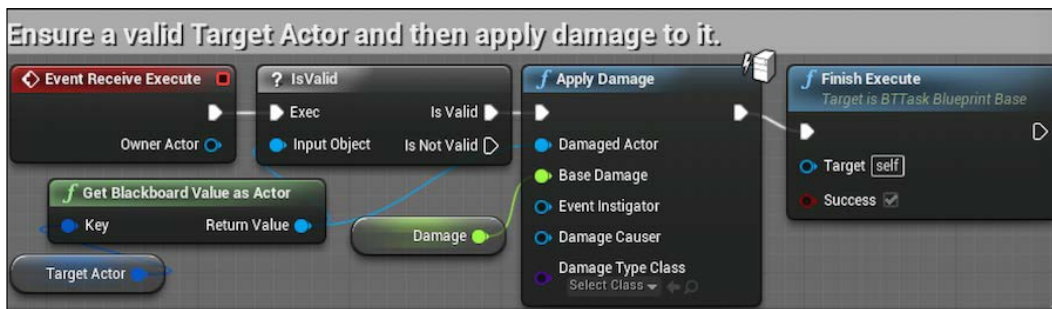 Ensure a valid Target Actor and then apply damage to it.
Event Receive Execute
Owner Actor
? IsValid
Exec
Is Valid
Input Object
Is Not Valid
f Apply Damage
Damaged Actor
Base Damage
Event Instigator
Damage Causer
Damage Type Class
Select Class
f Finish Execute
Target is BTTask Blueprint Base
Target self
Success
f Get Blackboard Value as Actor
Key
Return Value
Damage
Target Actor